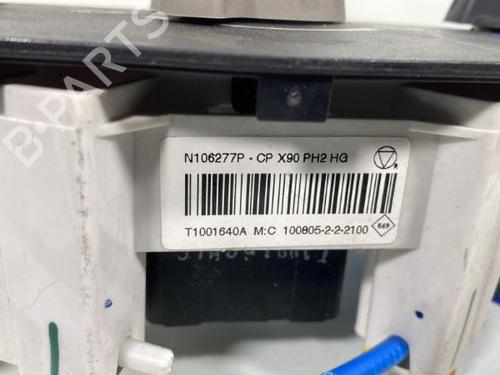 B-PARTS
N106277P - CP X90 PH2 HG
R
T1001640A M:C 100805-2-2-2100